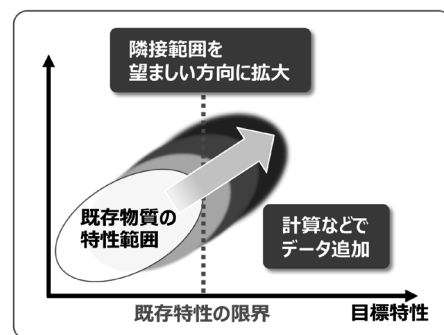 隣接範囲を
望ましい方向に拡大
既存物質の
特性範囲
計算などで
データ追加
既存特性の限界
目標特性